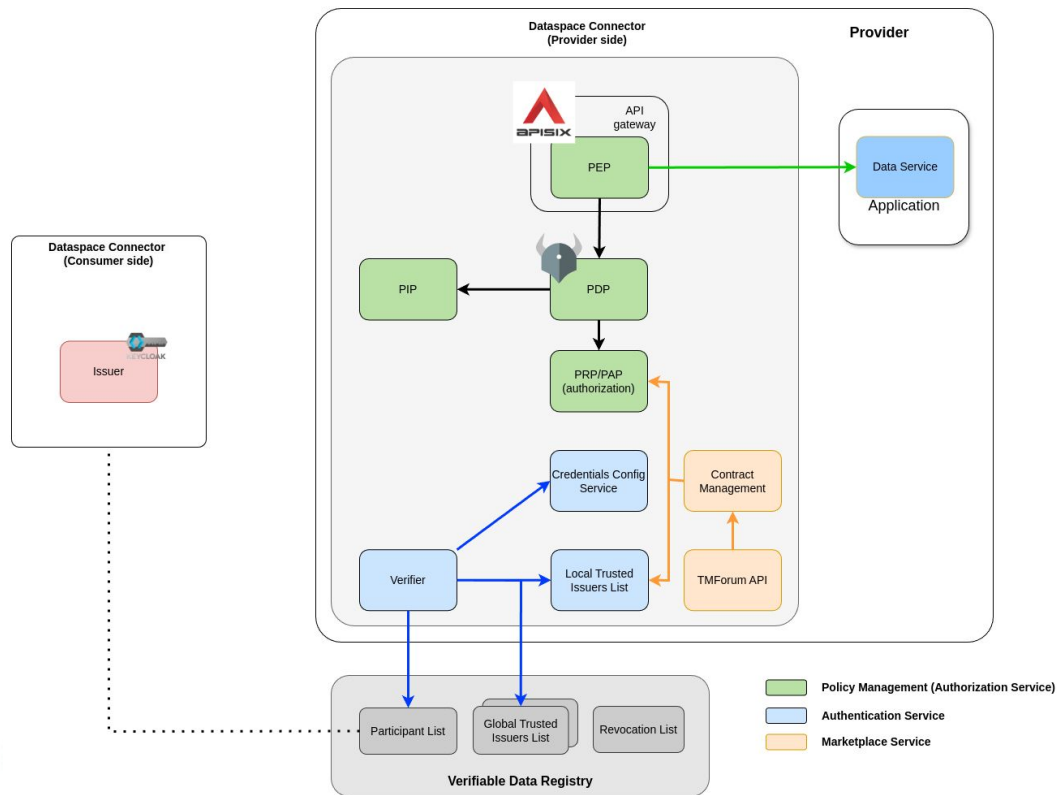 Dataspace Connector
(Provider side)
Provider
API
gateway
APISIX
PEP
Data Service
Application
Dataspace Connector
(Consumer side)
PIP
PDP
KEYCLOAK
Issuer
PRP/PAP
(authorization)
Credentials Config
Service
Contract
Management
Verifier
Local Trusted
Issuers List
TMForum API
Participant List
Global Trusted
Issuers List
Revocation List
Verifiable Data Registry
Policy Management (Authorization Service)
Authentication Service
Marketplace Service